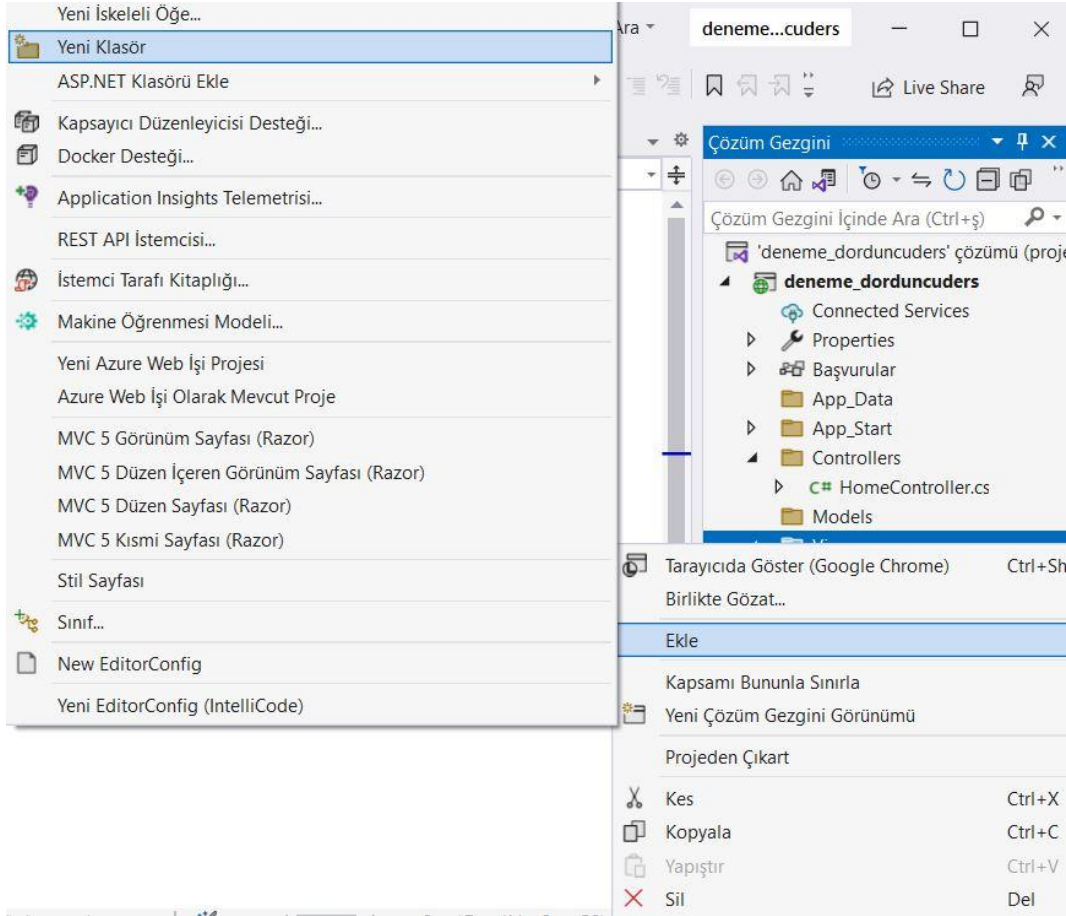 Yeni İskeleli Öğe...
Yeni Klasör
ASP.NET Klasörü Ekle
Kapsayıcı Düzenleyicisi Desteği...
Docker Desteği...
Application Insights Telemetrisi...
REST API İstemcisi...
İstemci Tarafı Kitaplığı...
Makine Öğrenmesi Modeli...
Yeni Azure Web İşi Projesi
Azure Web İşi Olarak Mevcut Proje
MVC 5 Görünüm Sayfası (Razor)
MVC 5 Düzen İçeren Görünüm Sayfası (Razor)
MVC 5 Düzen Sayfası (Razor)
MVC 5 Kısmi Sayfası (Razor)
Stil Sayfası
Sınıf...
New EditorConfig
Yeni EditorConfig (IntelliCode)
Ara deneme...cuders
Live Share
Çözüm Gezgini
Çözüm Gezgini İçinde Ara (Ctrl+ş)
'deneme_dorduncuders' çözümü (proje
deneme_dorduncuders
Connected Services
Properties
Başvurular
App_Data
App_Start
Controllers
C# HomeController.cs
Models
Tarayıcıda Göster (Google Chrome) Ctrl+Sh
Birlikte Gözat...
Ekle
Kapsamı Bununla Sınırla
Yeni Çözüm Gezgini Görünümü
Projeden Çıkart
Kes Ctrl+X
Kopyala Ctrl+C
Yapıştır Ctrl+V
Sil Del